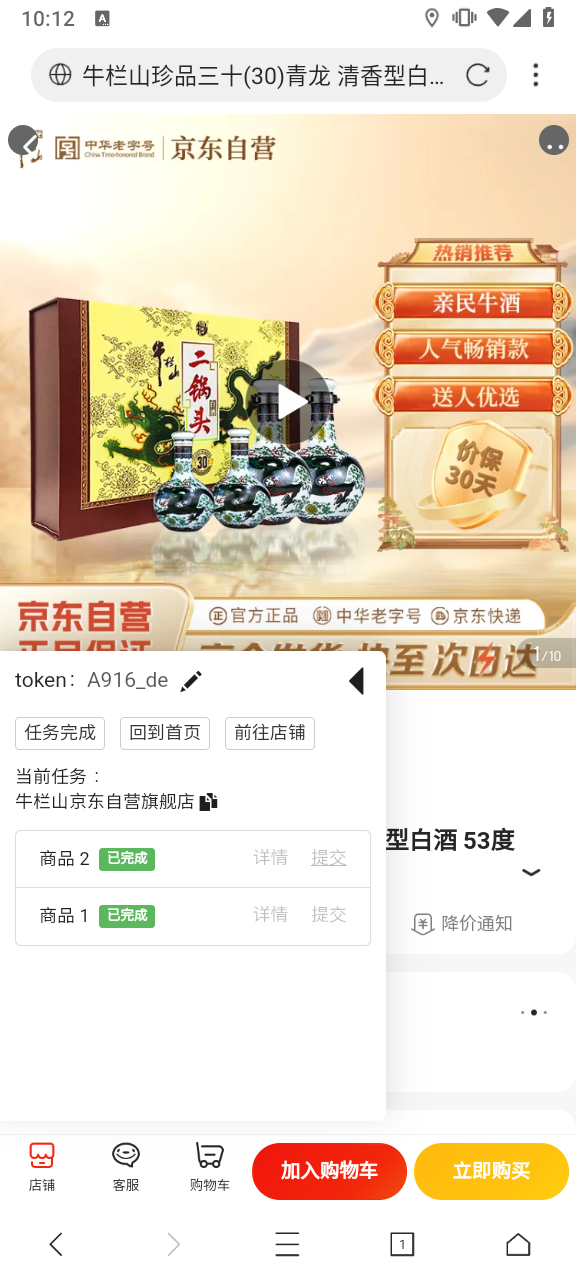 10:12
牛栏山珍品三十(30)青龙 清香型白…
中华老字号
China Time-honored Brand
京东自营
热销推荐
亲民牛酒
人气畅销款
送人优选
价保
30天
牛栏山
二锅头
30
京东自营
正品保证
正官方正品
中华老字号
京东快递
1/10
token: A916_de
任务完成
回到首页
前往店铺
当前任务：
牛栏山京东自营旗舰店
商品 2 已完成 详情 提交
商品 1 已完成 详情 提交
型白酒 53度
降价通知
店铺
客服
购物车
加入购物车
立即购买
1